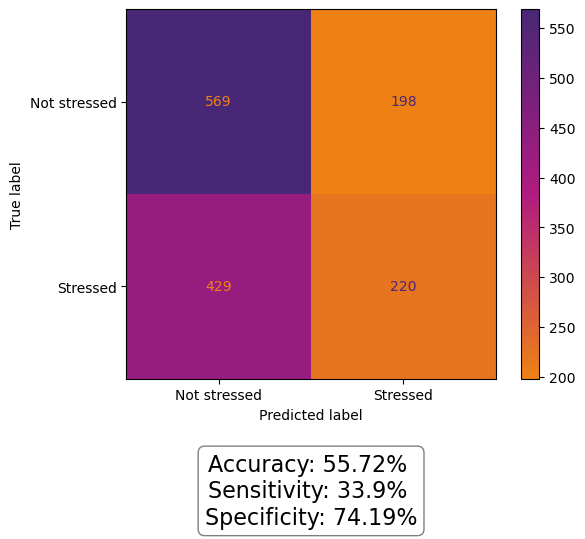 550
Not stressed
569
198
500
450
400
True label
350
300
Stressed
429
220
250
200
Not stressed
Stressed
Predicted label
Accuracy: 55.72%
Sensitivity: 33.9%
Specificity: 74.19%